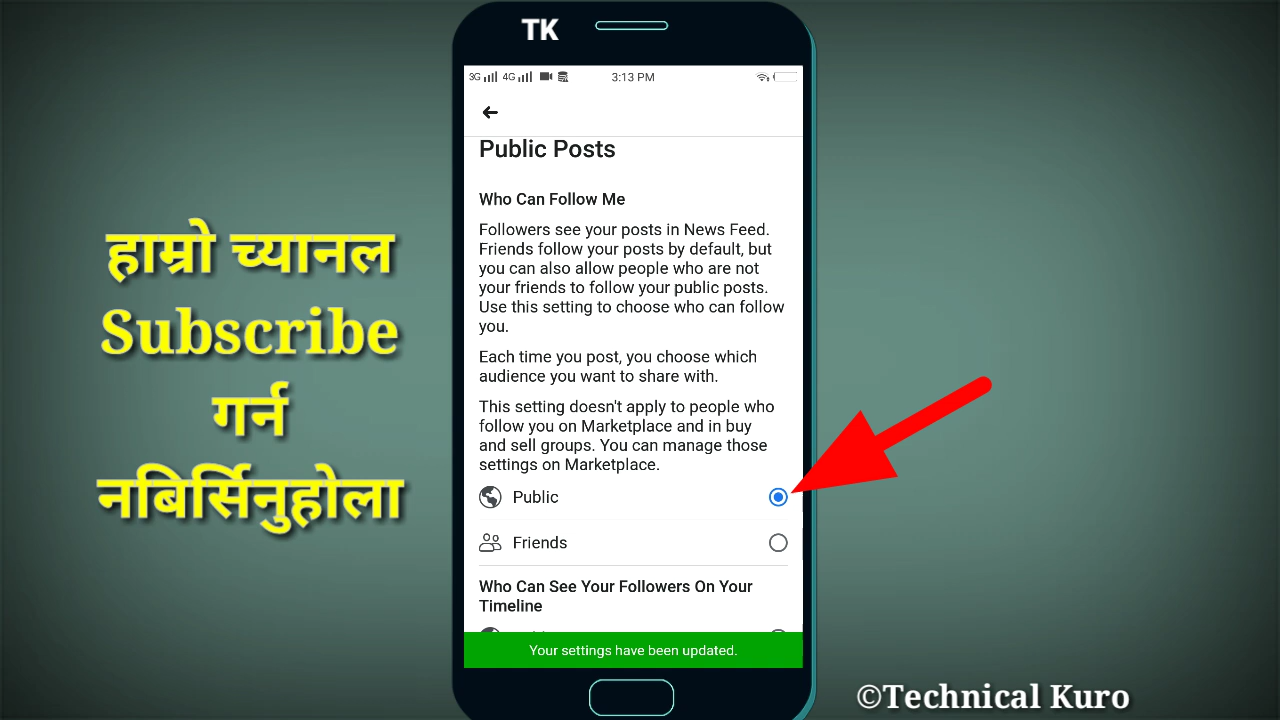 TK
3G 4G 3:13 PM
Public Posts
Who Can Follow Me
Followers see your posts in News Feed.
Friends follow your posts by default, but
you can also allow people who are not
your friends to follow your public posts.
Use this setting to choose who can follow
you.
Each time you post, you choose which
audience you want to share with.
This setting doesn't apply to people who
follow you on Marketplace and in buy
and sell groups. You can manage those
settings on Marketplace.
Public
Friends
Who Can See Your Followers On Your
Timeline
Your settings have been updated.
हाम्रो च्यानल
Subscribe
गर्न
नबिर्सिनुहोला
©Technical Kuro